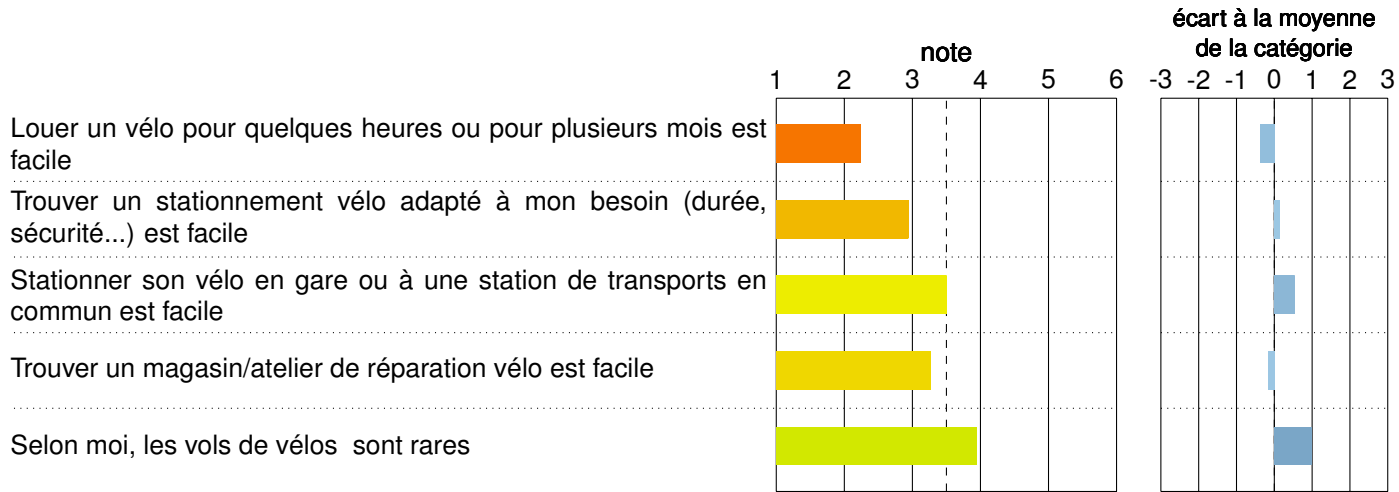 écart à la moyenne
de la catégorie
note
1 2 3 4 5 6
-3 -2 -1 0 1 2 3
Louer un vélo pour quelques heures ou pour plusieurs mois est
facile
Trouver un stationnement vélo adapté à mon besoin (durée,
sécurité...) est facile
Stationner son vélo en gare ou à une station de transports en
commun est facile
Trouver un magasin/atelier de réparation vélo est facile
Selon moi, les vols de vélos sont rares